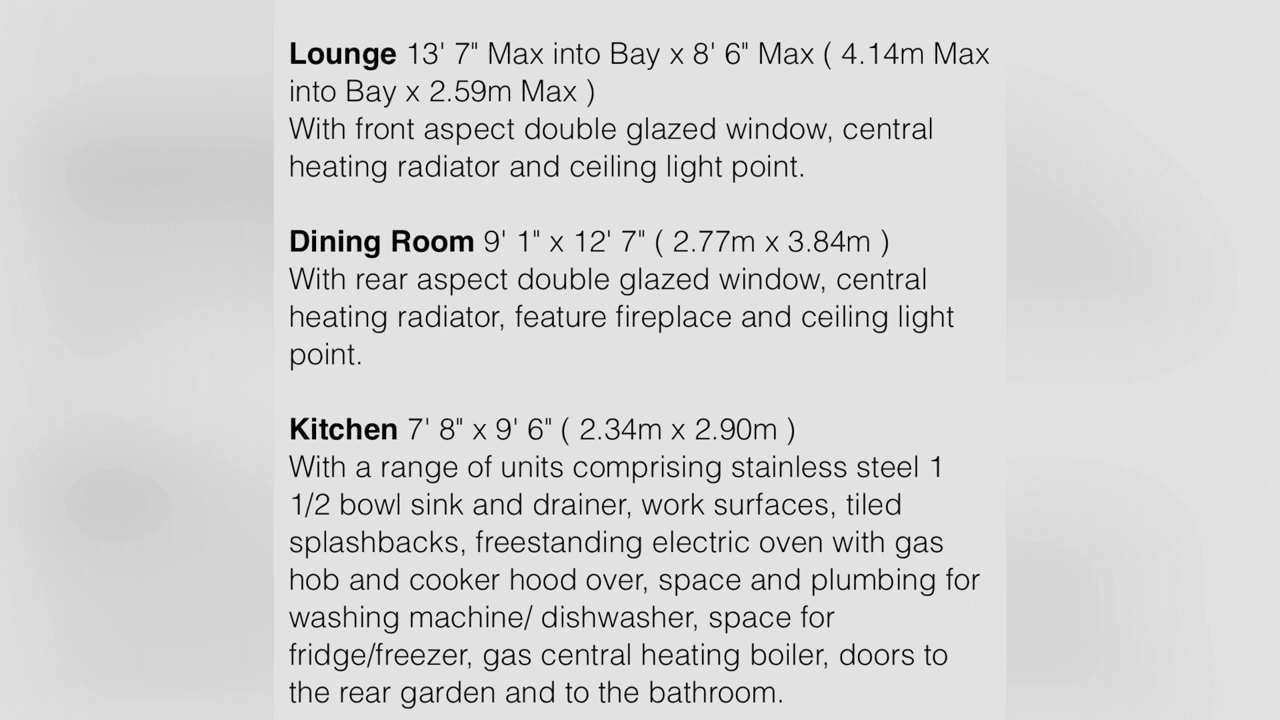 Lounge 13' 7" Max into Bay x 8' 6" Max ( 4.14m Max
into Bay x 2.59m Max )
With front aspect double glazed window, central
heating radiator and ceiling light point.
Dining Room 9' 1" x 12' 7" ( 2.77m x 3.84m )
With rear aspect double glazed window, central
heating radiator, feature fireplace and ceiling light
point.
Kitchen 7' 8" x 9' 6" ( 2.34m x 2.90m )
With a range of units comprising stainless steel 1
1/2 bowl sink and drainer, work surfaces, tiled
splashbacks, freestanding electric oven with gas
hob and cooker hood over, space and plumbing for
washing machine/ dishwasher, space for
fridge/freezer, gas central heating boiler, doors to
the rear garden and to the bathroom.